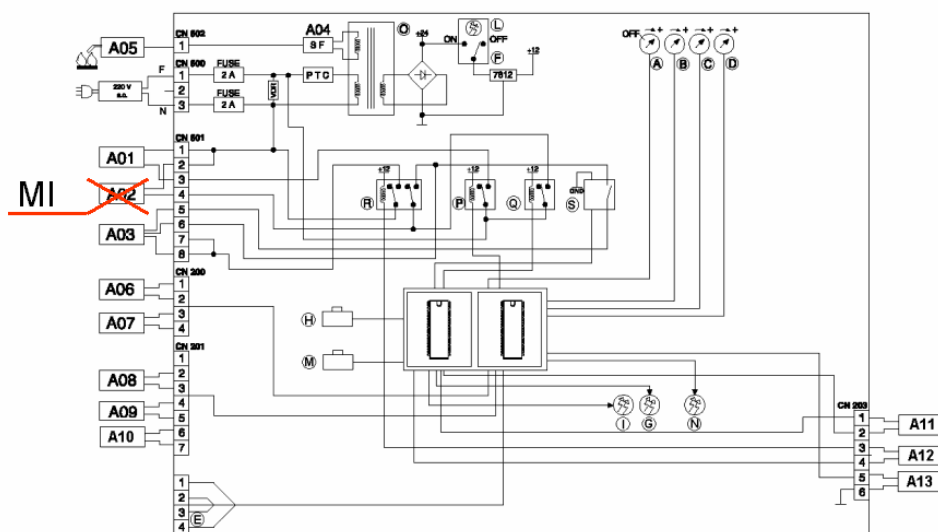 A05
CN 502
1
A04
SF
O
+24
ON
L
OFF
F
+12
7812
OFF
- +
- +
- +
- +
A
B
C
D
220 V
a.c.
F
N
CN 500
1
2
3
FUSE
2 A
FUSE
2 A
VDR
PTC
CN 501
A01
1
2
3
MI
A02
4
A03
5
6
7
8
+12
R
+12
P
+12
Q
GND
S
CN 200
A06
1
2
A07
3
4
CN 201
1
A08
2
3
A09
4
5
A10
6
7
1
2
3
4
E
H
M
I
G
N
CN 203
1
2
3
4
5
6
A11
A12
A13